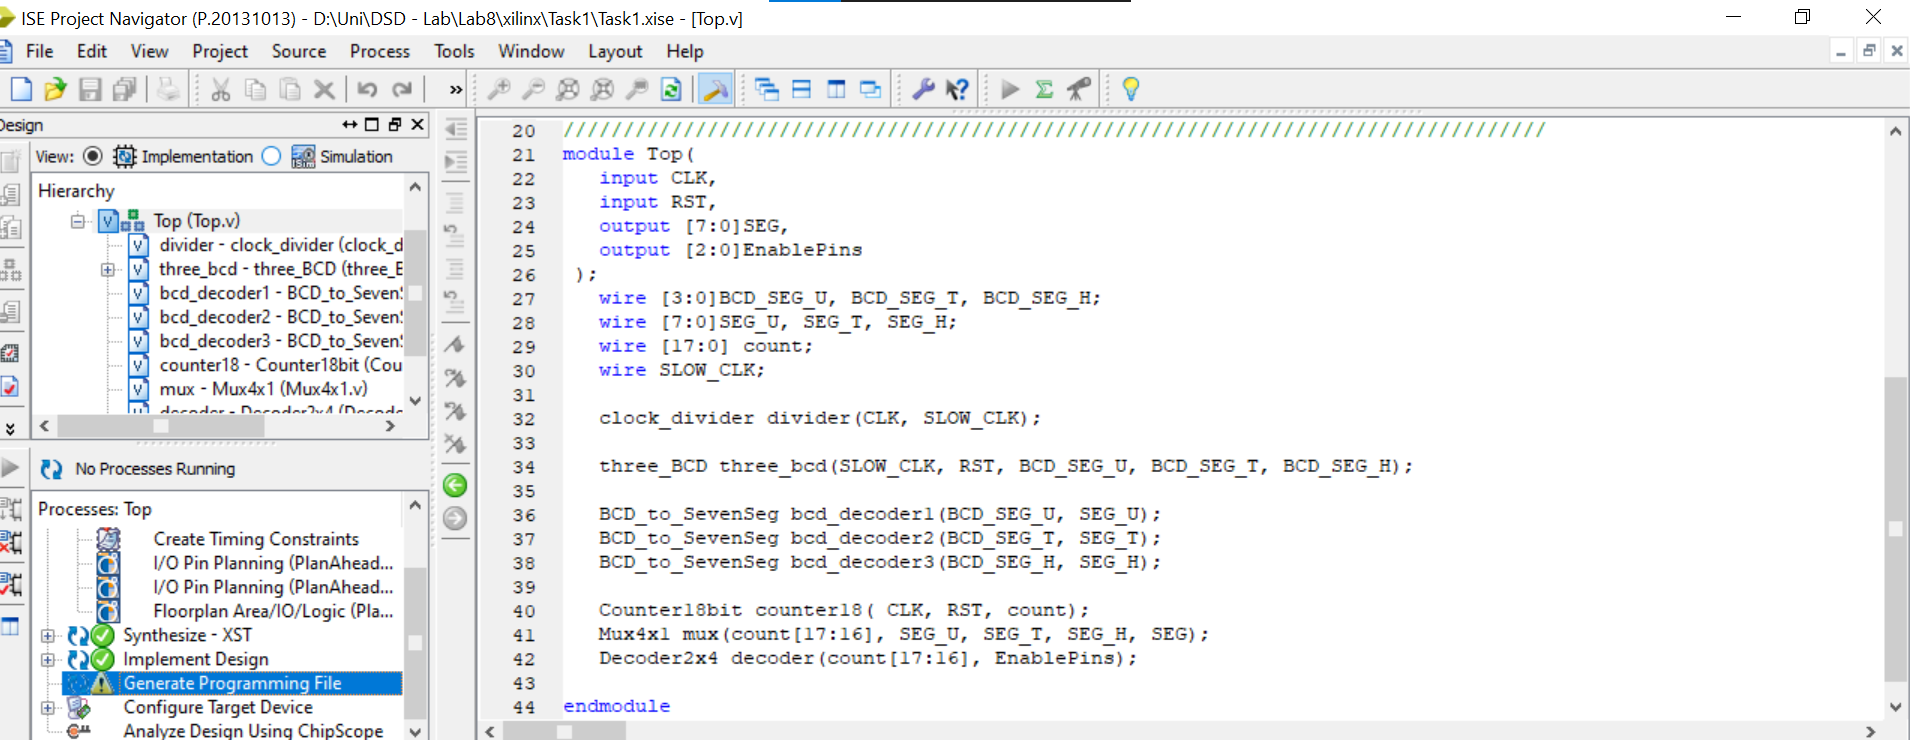 ISE Project Navigator (P.20131013) - D:\Uni\DSD - Lab\Lab8\xilinx\Task1\Task1.xise - [Top.v]
File Edit View Project Source Process Tools Window Layout Help
Design
View: Implementation Simulation
Hierarchy
Top (Top.v)
divider - clock_divider (clock_d
three_bcd - three_BCD (three_E
bcd_decoder1 - BCD_to_Seven
bcd_decoder2 - BCD_to_Seven
bcd_decoder3 - BCD_to_Seven
counter18 - Counter18bit (Cou
mux - Mux4x1 (Mux4x1.v)
decoder - Decoder2x4 (Decode
No Processes Running
Processes: Top
Create Timing Constraints
I/O Pin Planning (PlanAhead...
I/O Pin Planning (PlanAhead...
Floorplan Area/IO/Logic (Pla...
Synthesize - XST
Implement Design
Generate Programming File
Configure Target Device
Analyze Design Using ChipScope
20 //////////////////////////////////////////////////////////////////////////////////
21 module Top(
22 input CLK,
23 input RST,
24 output [7:0]SEG,
25 output [2:0]EnablePins
26 );
27 wire [3:0]BCD_SEG_U, BCD_SEG_T, BCD_SEG_H;
28 wire [7:0]SEG_U, SEG_T, SEG_H;
29 wire [17:0] count;
30 wire SLOW_CLK;
31
32 clock_divider divider(CLK, SLOW_CLK);
33
34 three_BCD three_bcd(SLOW_CLK, RST, BCD_SEG_U, BCD_SEG_T, BCD_SEG_H);
35
36 BCD_to_SevenSeg bcd_decoder1(BCD_SEG_U, SEG_U);
37 BCD_to_SevenSeg bcd_decoder2(BCD_SEG_T, SEG_T);
38 BCD_to_SevenSeg bcd_decoder3(BCD_SEG_H, SEG_H);
39
40 Counter18bit counter18( CLK, RST, count);
41 Mux4x1 mux(count[17:16], SEG_U, SEG_T, SEG_H, SEG);
42 Decoder2x4 decoder(count[17:16], EnablePins);
43
44 endmodule